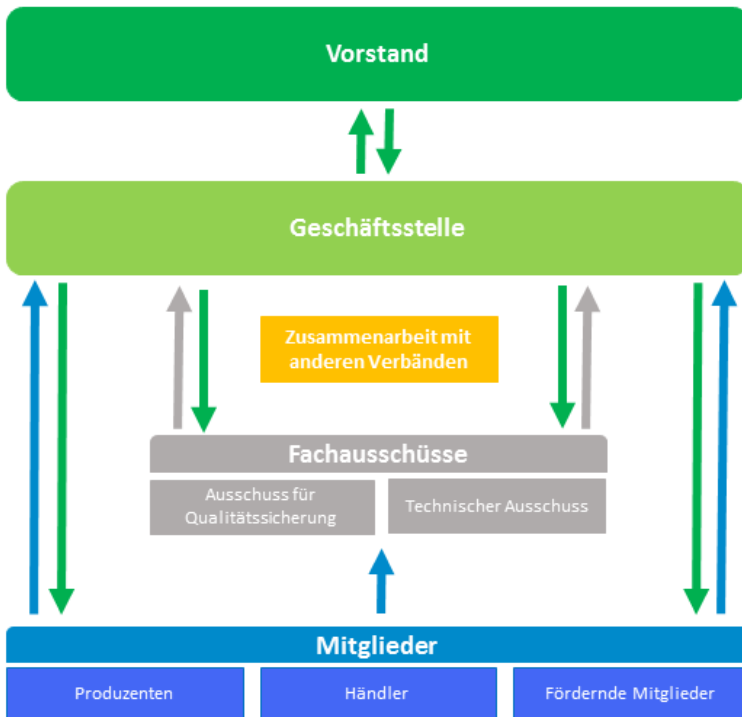 Vorstand
Geschäftsstelle
Zusammenarbeit mit
anderen Verbänden
Fachausschüsse
Ausschuss für
Qualitätssicherung
Technischer Ausschuss
Mitglieder
Produzenten
Händler
Fördernde Mitglieder